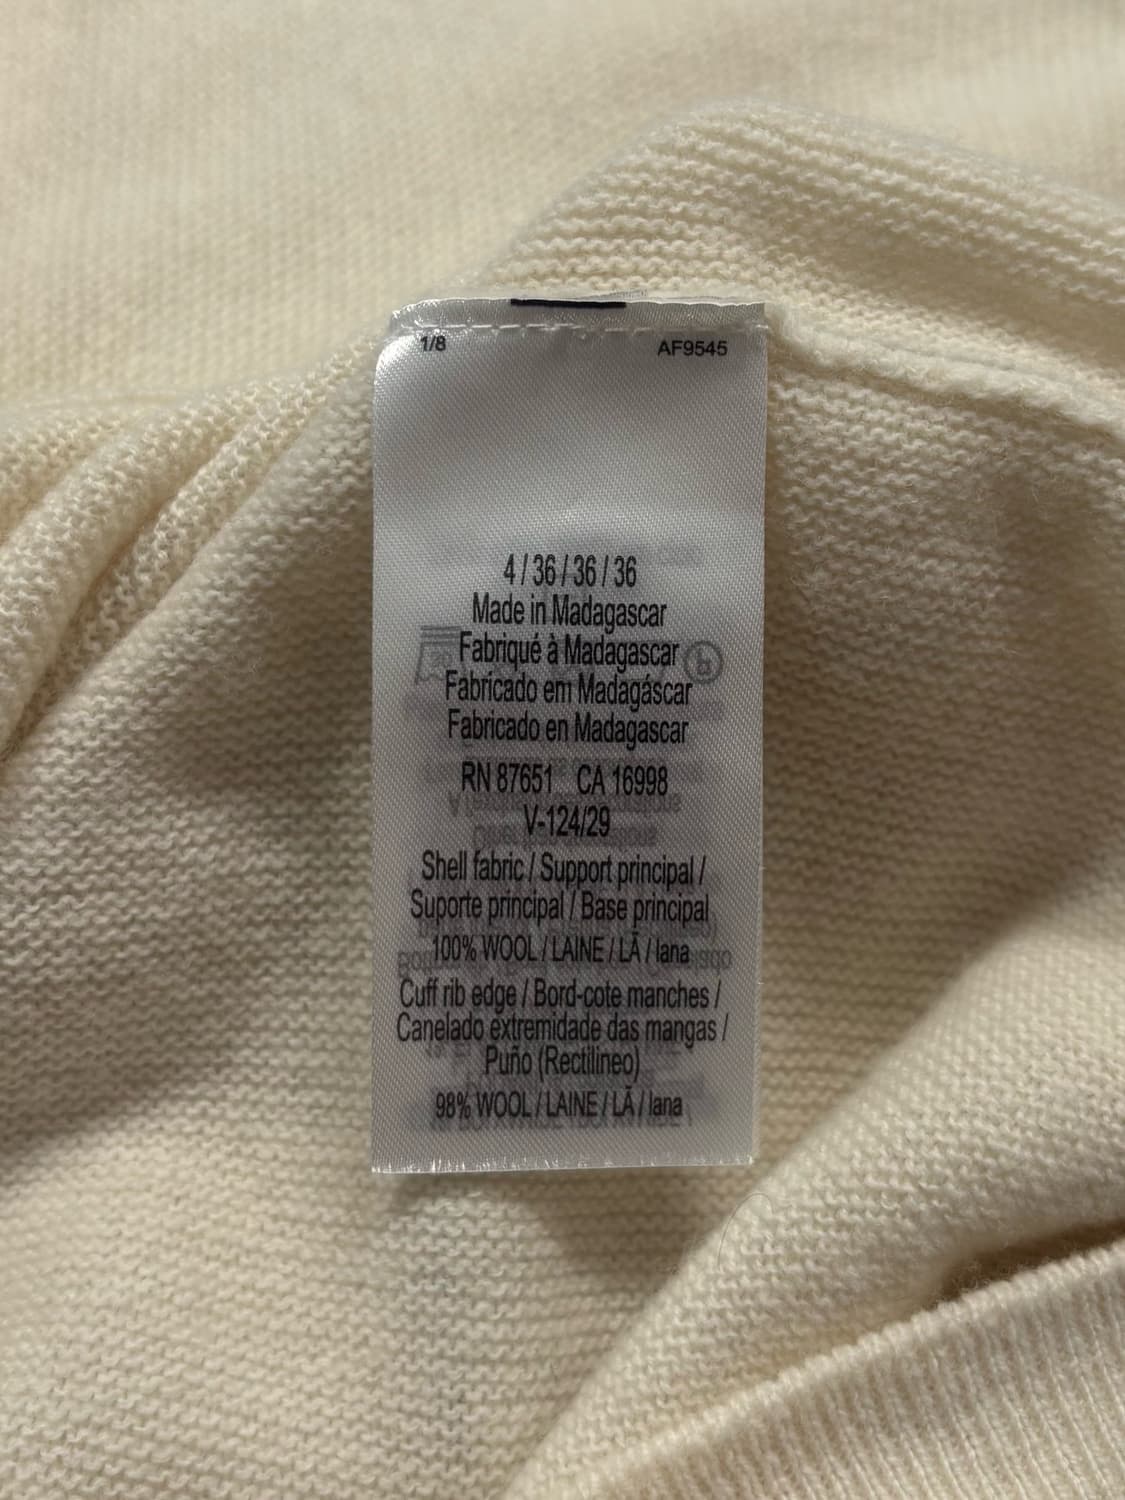 1/8 AF9545
4 / 36 / 36 / 36
Made in Madagascar
Fabriqué à Madagascar
Fabricado em Madagáscar
Fabricado en Madagascar
RN 87651 CA 16998
V-124/29
Shell fabric / Support principal /
Suporte principal / Base principal
100% WOOL / LAINE / LÃ / lana
Cuff rib edge / Bord-cote manches /
Canelado extremidade das mangas /
Puño (Rectilineo)
98% WOOL / LAINE / LÃ / lana